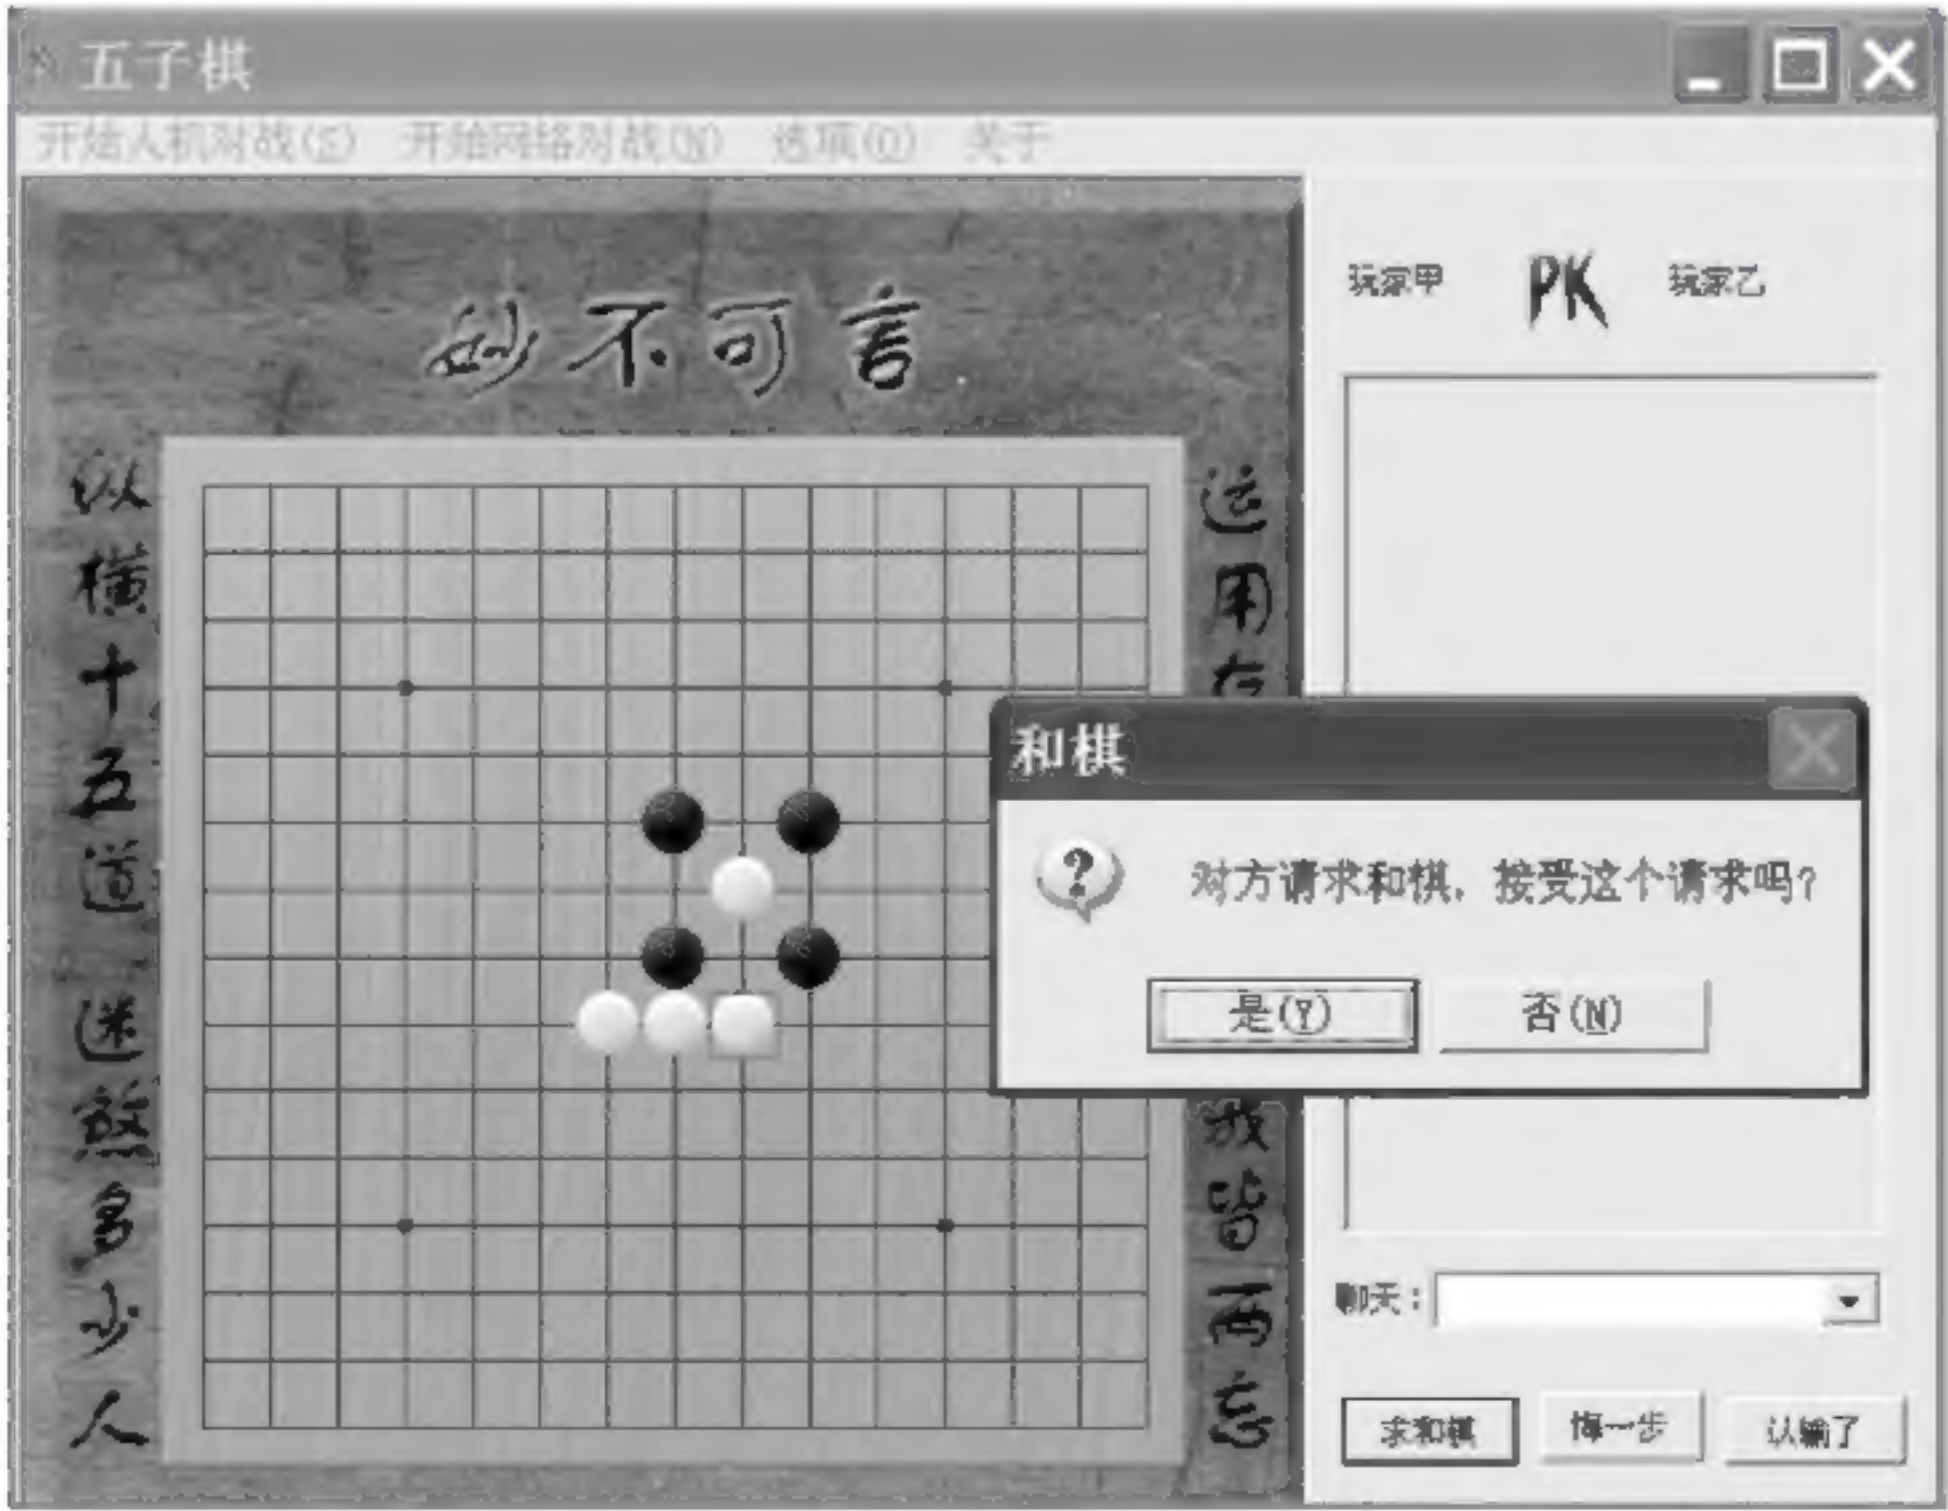 五子棋
开始人机对战(S) 开始网络对战(N) 选项(O) 关于
妙不可言
纵横十五道迷煞多少人
运用在
我皆两忘
玩家甲 PK 玩家乙
和棋
对方请求和棋，接受这个请求吗?
是(Y) 否(N)
聊天:
求和棋 悔一步 认输了